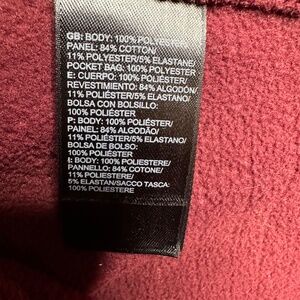 GB: BODY: 100% POLYESTER/
PANEL: 84% COTTON/
11% POLYESTER/5% ELASTANE/
POCKET BAG: 100% POLYESTER
E: CUERPO: 100% POLIÉSTER/
REVESTIMIENTO: 84% ALGODÓN/
11% POLIÉSTER/5% ELASTANO/
BOLSA CON BOLSILLO:
100% POLIÉSTER
P: BODY: 100% POLIÉSTER/
PAINEL: 84% ALGODÃO/
11% POLIÉSTER/5% ELASTANO/
BOLSA DE BOLSO:
100% POLIÉSTER
I: BODY: 100% POLIESTERE/
PANNELLO: 84% COTONE/
11% POLIESTERE/
5% ELASTAN/SACCO TASCA:
100% POLIESTERE